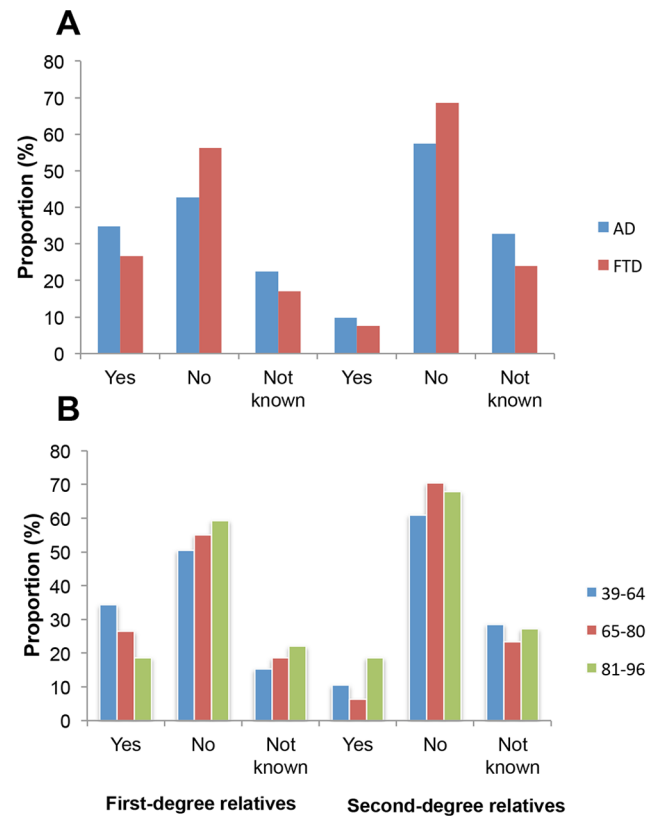 A
80
70
60
50
40
30
20
10
0
Proportion (%)
Yes
No
Not
known
Yes
No
Not
known
AD
FTD
B
80
70
60
50
40
30
20
10
0
Proportion (%)
Yes
No
Not
known
Yes
No
Not
known
39-64
65-80
81-96
First-degree relatives
Second-degree relatives